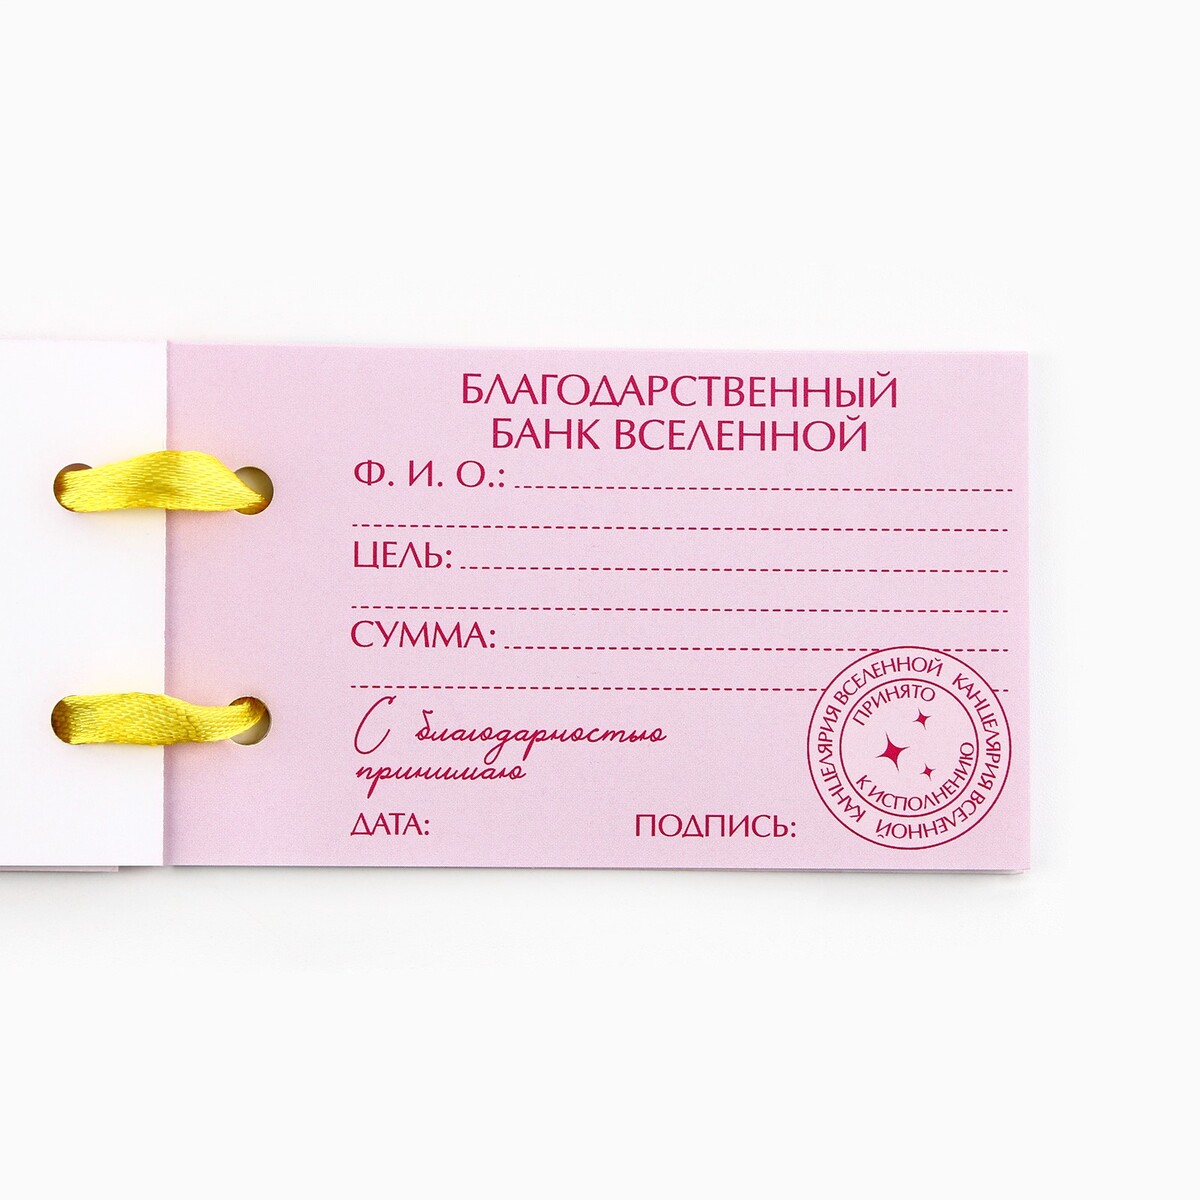 БЛАГОДАРСТВЕННЫЙ
БАНК ВСЕЛЕННОЙ
Ф. И. О.:
ЦЕЛЬ:
СУММА:
С благодарностью
принимаю
ДАТА:
ПОДПИСЬ:
КАНЦЕЛЯРИЯ ВСЕЛЕННОЙ КАНЦЕЛЯРИЯ ВСЕЛЕННОЙ
ПРИНЯТО
К ИСПОЛНЕНИЮ